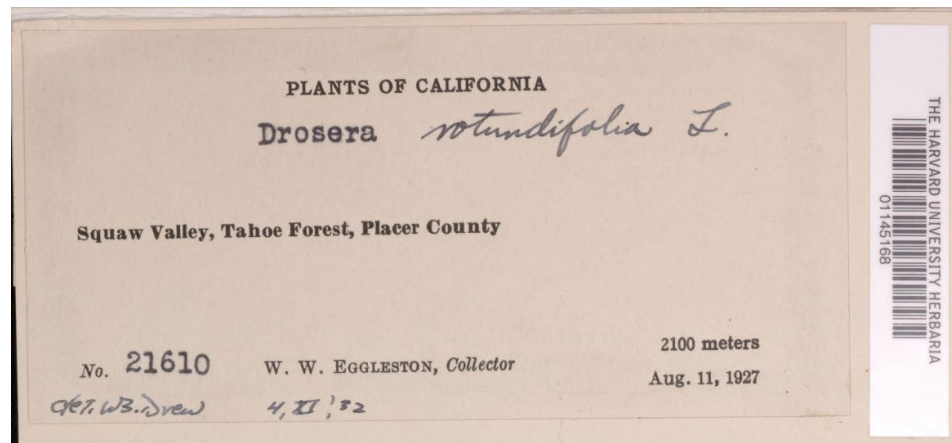 PLANTS OF CALIFORNIA
Drosera rotundifolia L.
Squaw Valley, Tahoe Forest, Placer County
2100 meters
No. 21610 W. W. EGGLESTON, Collector
Aug. 11, 1927
det. W.B. Drew 4, XI, '32
THE HARVARD UNIVERSITY HERBARIA
01145168